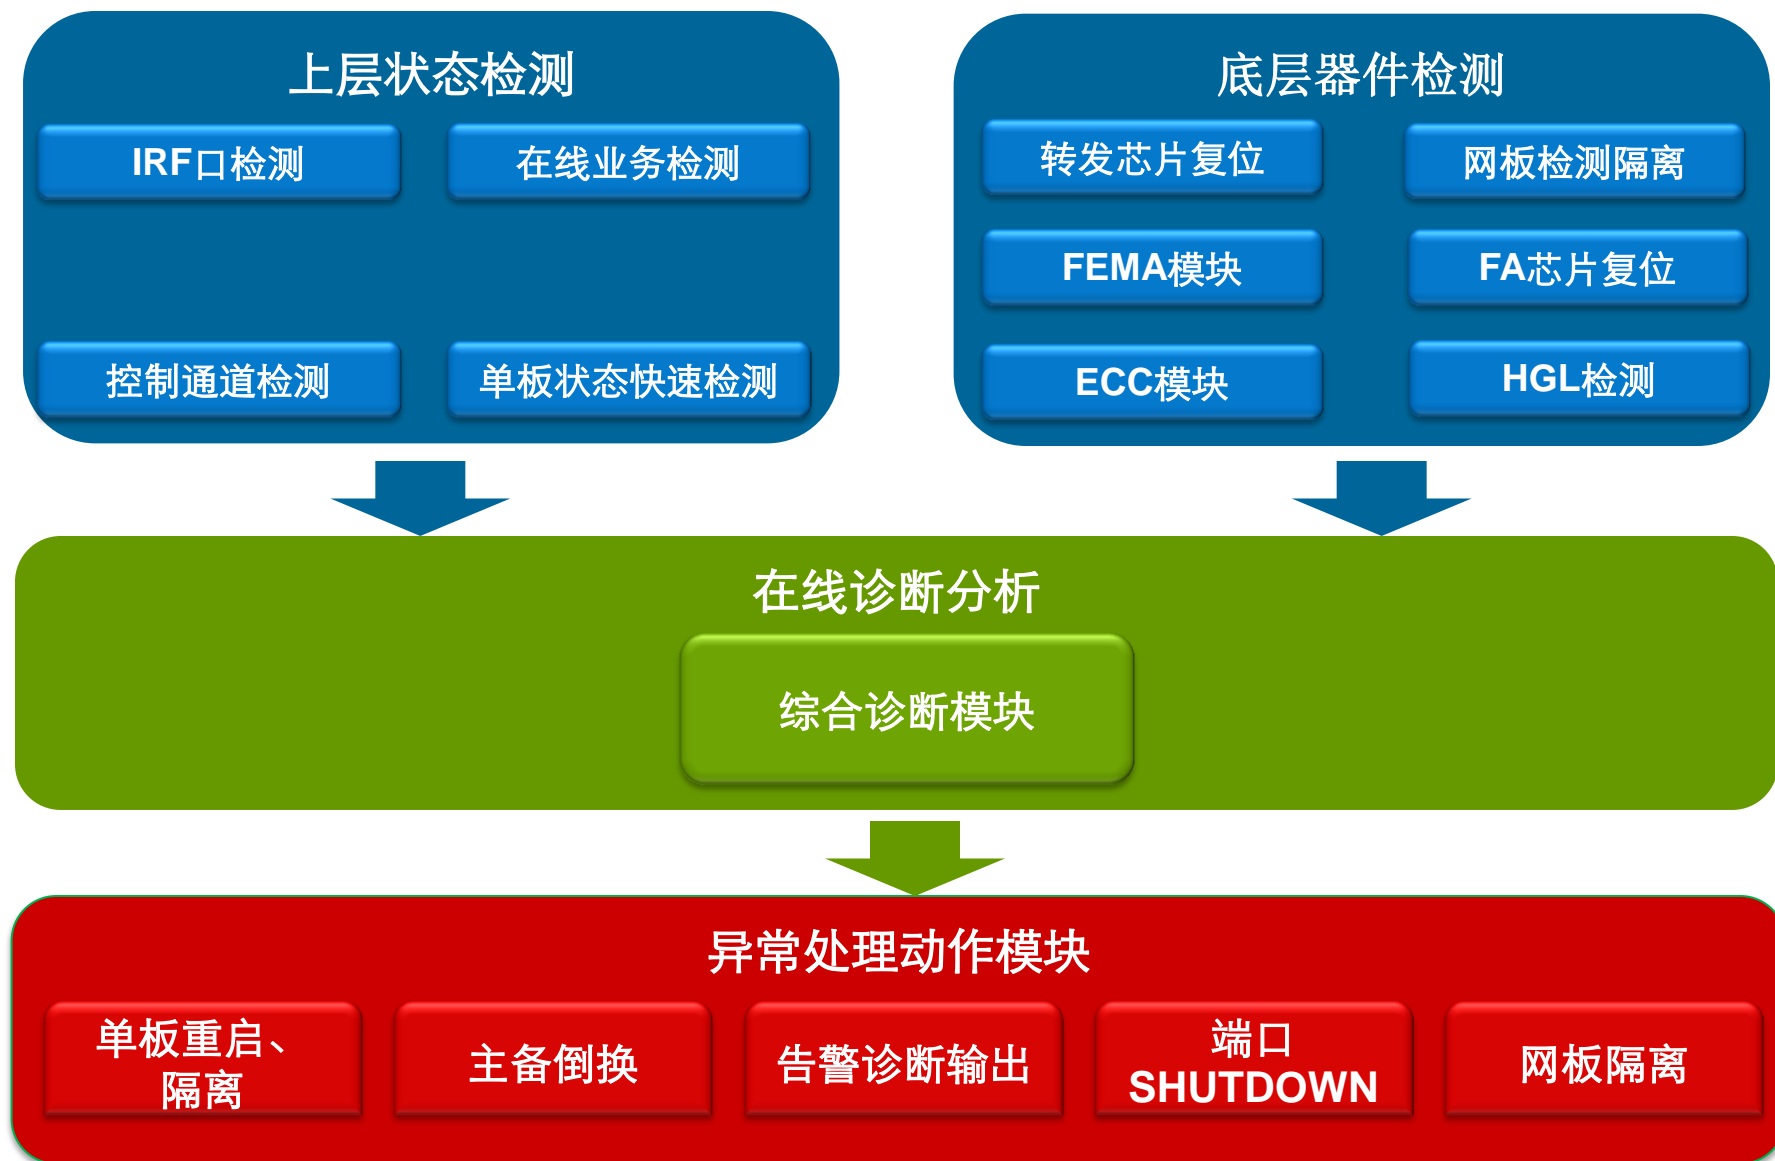 上层状态检测
IRF口检测
在线业务检测
控制通道检测
单板状态快速检测
底层器件检测
转发芯片复位
网板检测隔离
FEMA模块
FA芯片复位
ECC模块
HGL检测
在线诊断分析
综合诊断模块
异常处理动作模块
单板重启、
隔离
主备倒换
告警诊断输出
端口
SHUTDOWN
网板隔离